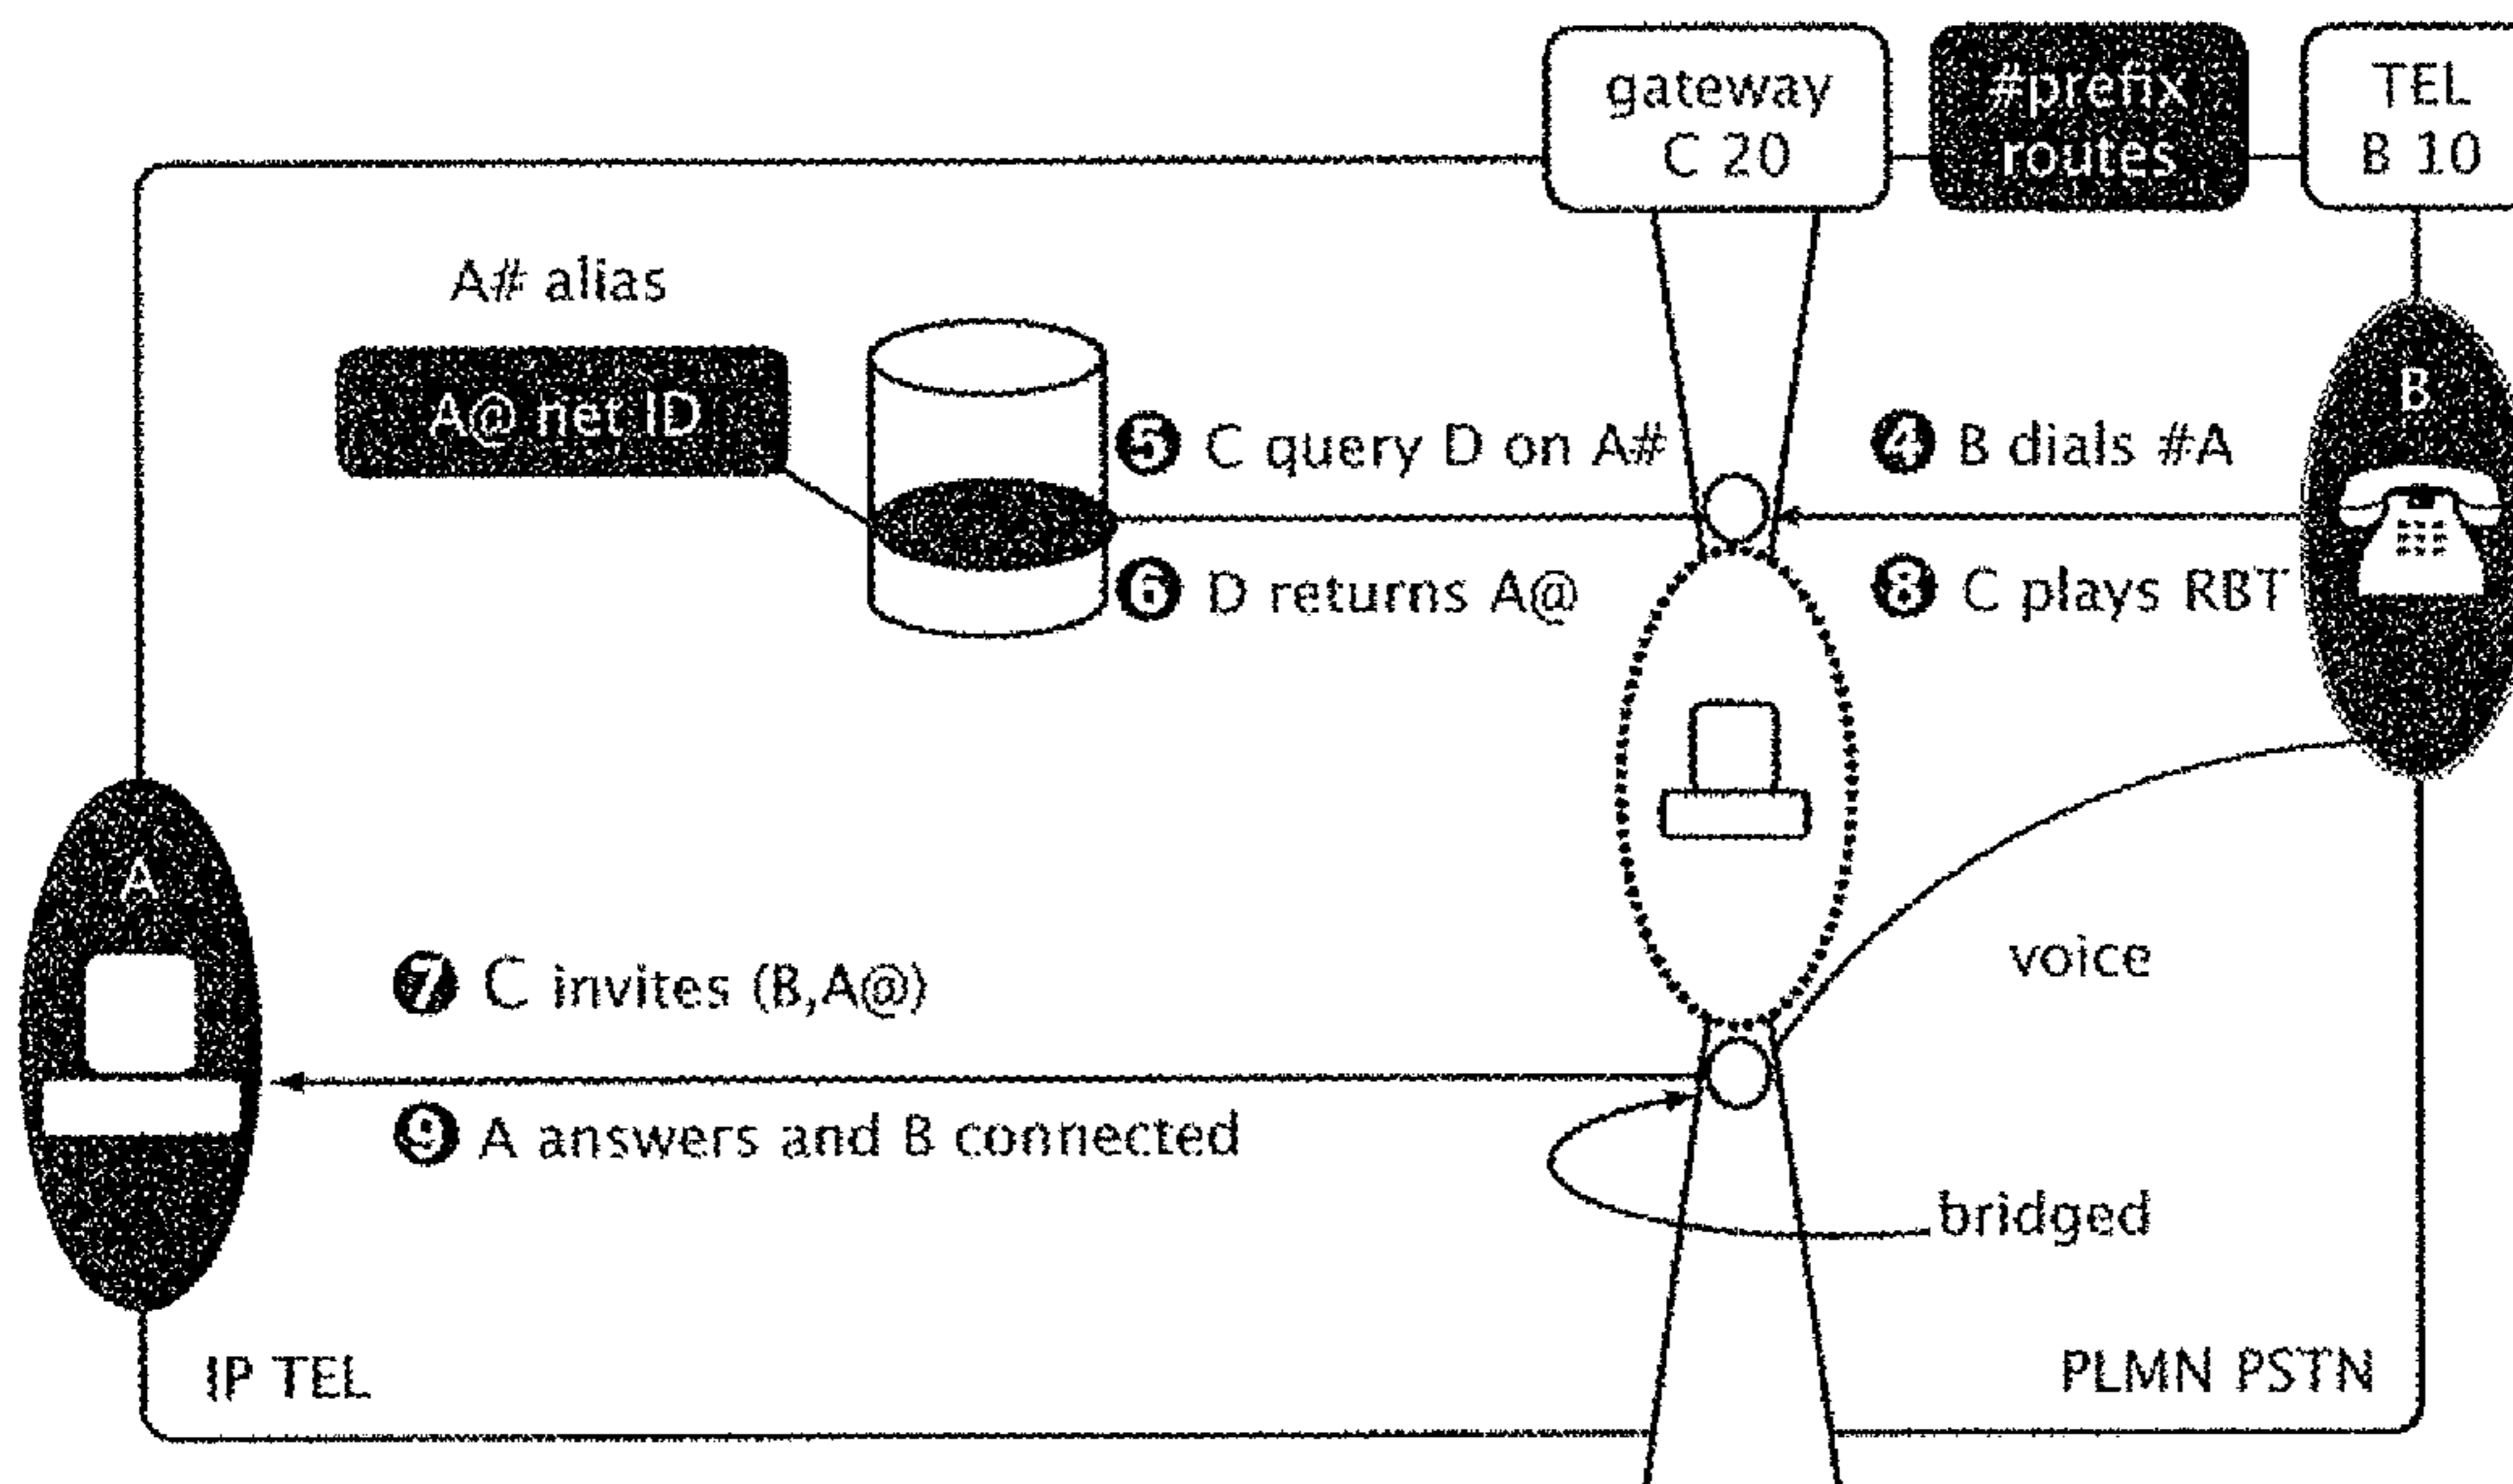 gateway
C 20
#prefix
routes
TEL
B 10
A# alias
A@ net ID
B
❺ C query D on A#
❹ B dials #A
❻ D returns A@
❽ C plays RBT
A
❼ C invites (B,A@)
voice
❾ A answers and B connected
bridged
IP TEL
PLMN PSTN